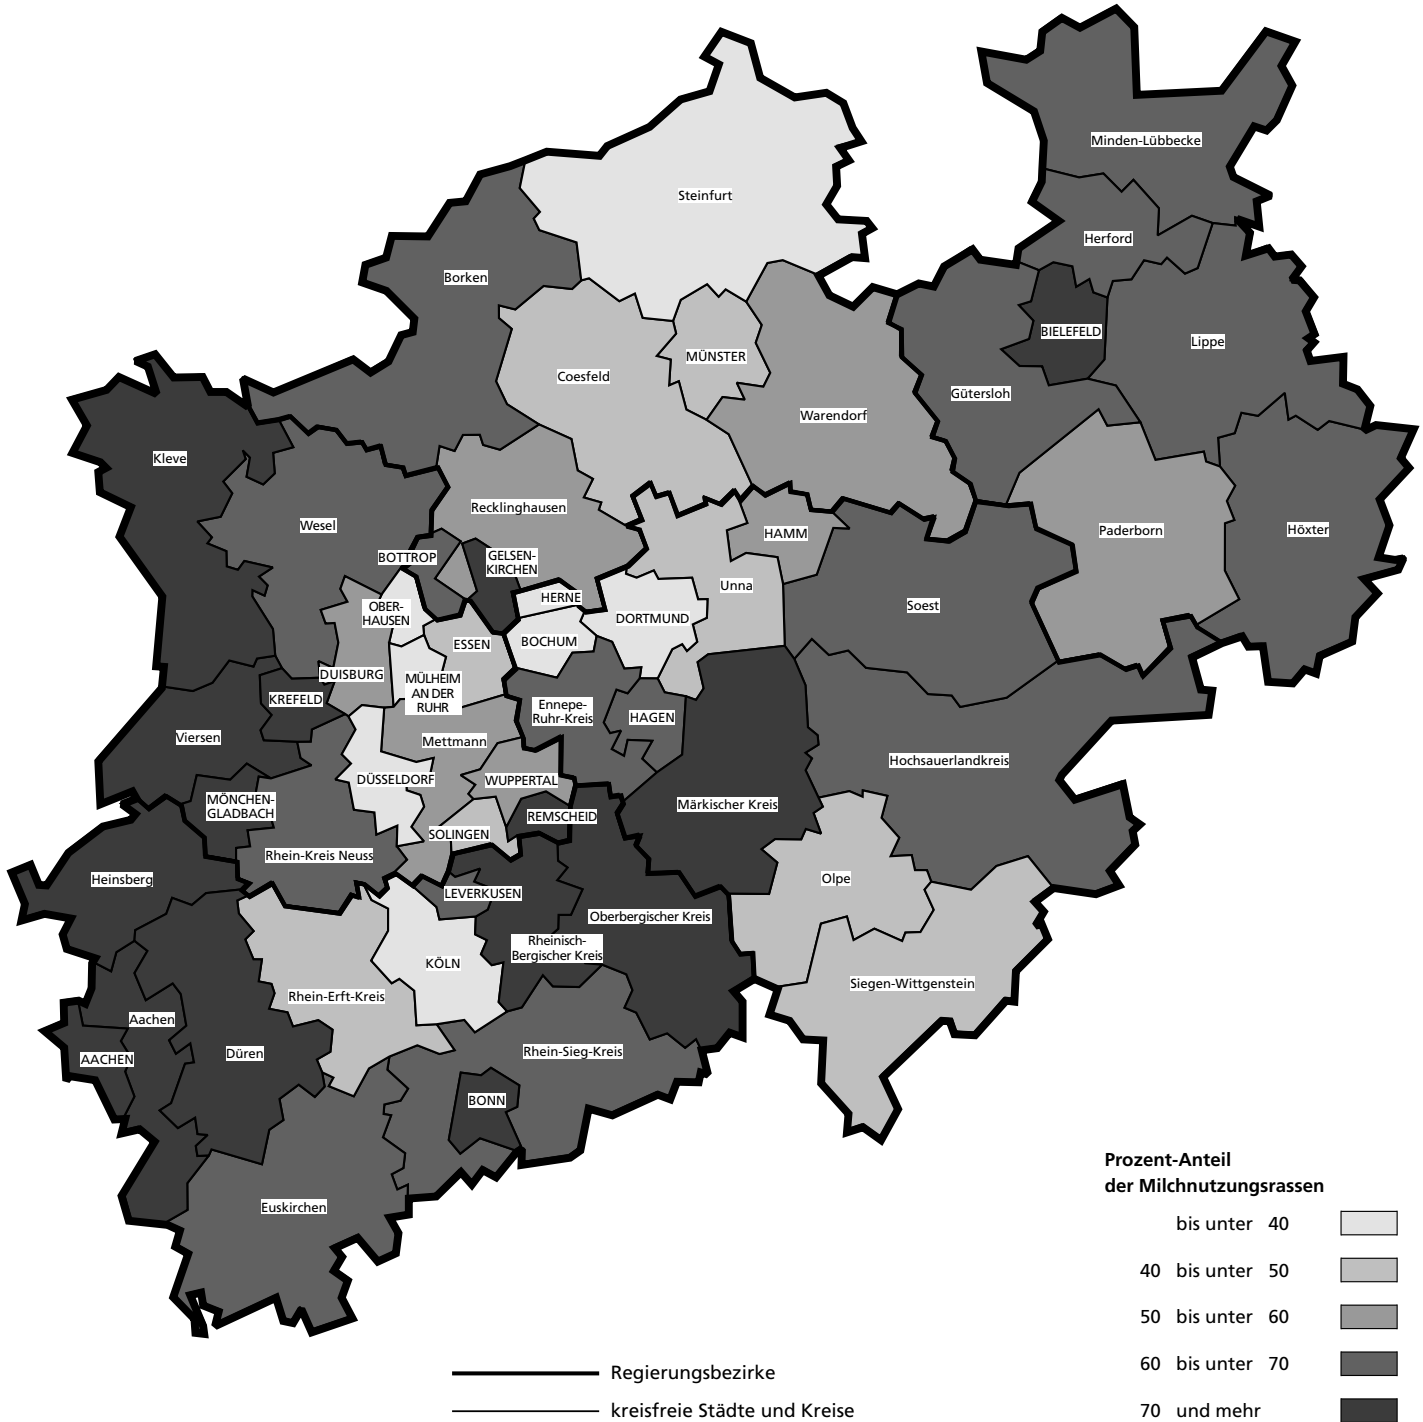 Minden-Lübbecke
Steinfurt
Herford
Borken
BIELEFELD
Lippe
MÜNSTER
Coesfeld
Gütersloh
Warendorf
Kleve
Recklinghausen
Wesel
HAMM
Paderborn
Höxter
BOTTROP
GELSEN-
KIRCHEN
Unna
HERNE
Soest
OBER-
HAUSEN
DORTMUND
ESSEN
BOCHUM
DUISBURG
MÜLHEIM
AN DER
RUHR
KREFELD
Ennepe-
Ruhr-Kreis
HAGEN
Viersen
Mettmann
Hochsauerlandkreis
DÜSSELDORF
WUPPERTAL
MÖNCHEN-
GLADBACH
Märkischer Kreis
REMSCHEID
SOLINGEN
Rhein-Kreis Neuss
Heinsberg
Olpe
LEVERKUSEN
Oberbergischer Kreis
Rheinisch-
Bergischer Kreis
KÖLN
Siegen-Wittgenstein
Rhein-Erft-Kreis
Aachen
Rhein-Sieg-Kreis
Düren
AACHEN
BONN
Euskirchen
Prozent-Anteil
der Milchnutzungsrassen
bis unter 40
40 bis unter 50
50 bis unter 60
60 bis unter 70
70 und mehr
Regierungsbezirke
kreisfreie Städte und Kreise